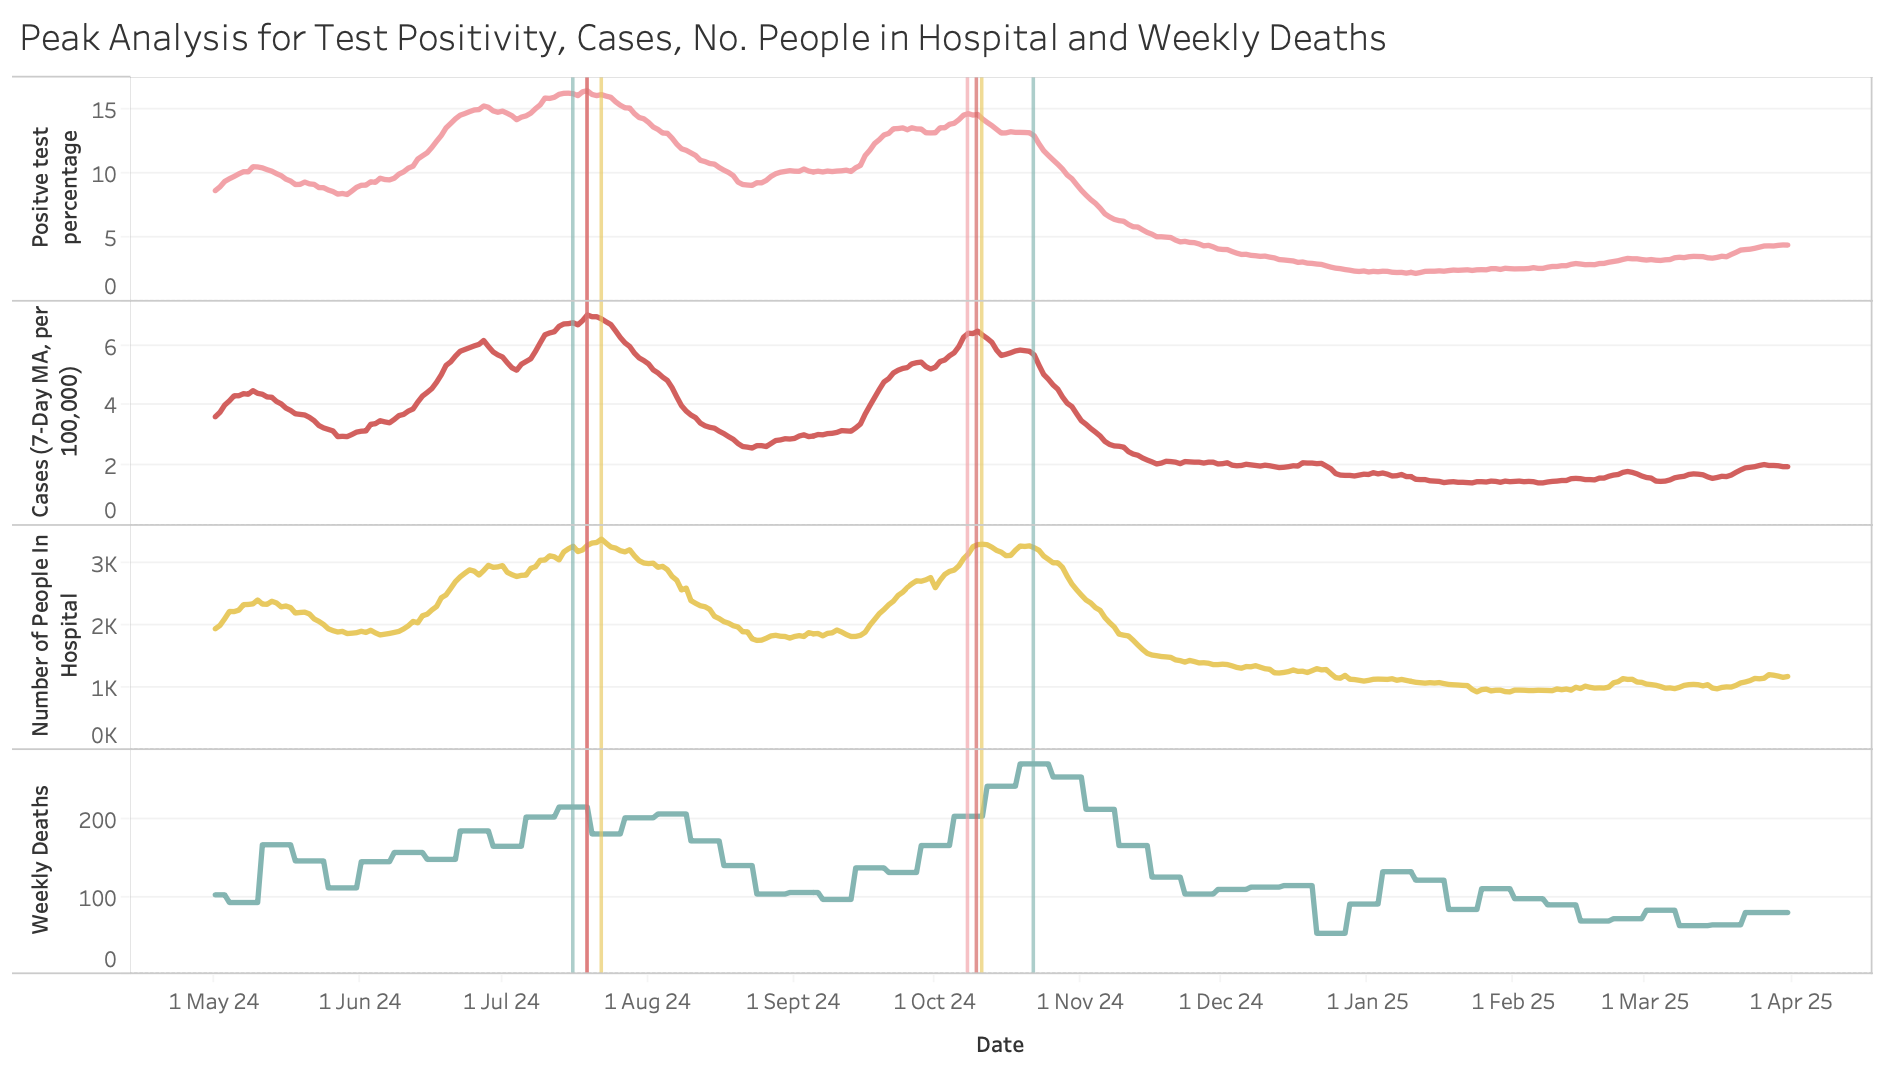 Peak Analysis for Test Positivity, Cases, No. People in Hospital and Weekly Deaths
Positive test
percentage
15
10
5
0
Cases (7-Day MA, per
100,000)
6
4
2
0
Number of People In
Hospital
3K
2K
1K
0K
Weekly Deaths
200
100
0
1 May 24 1 Jun 24 1 Jul 24 1 Aug 24 1 Sept 24 1 Oct 24 1 Nov 24 1 Dec 24 1 Jan 25 1 Feb 25 1 Mar 25 1 Apr 25
Date